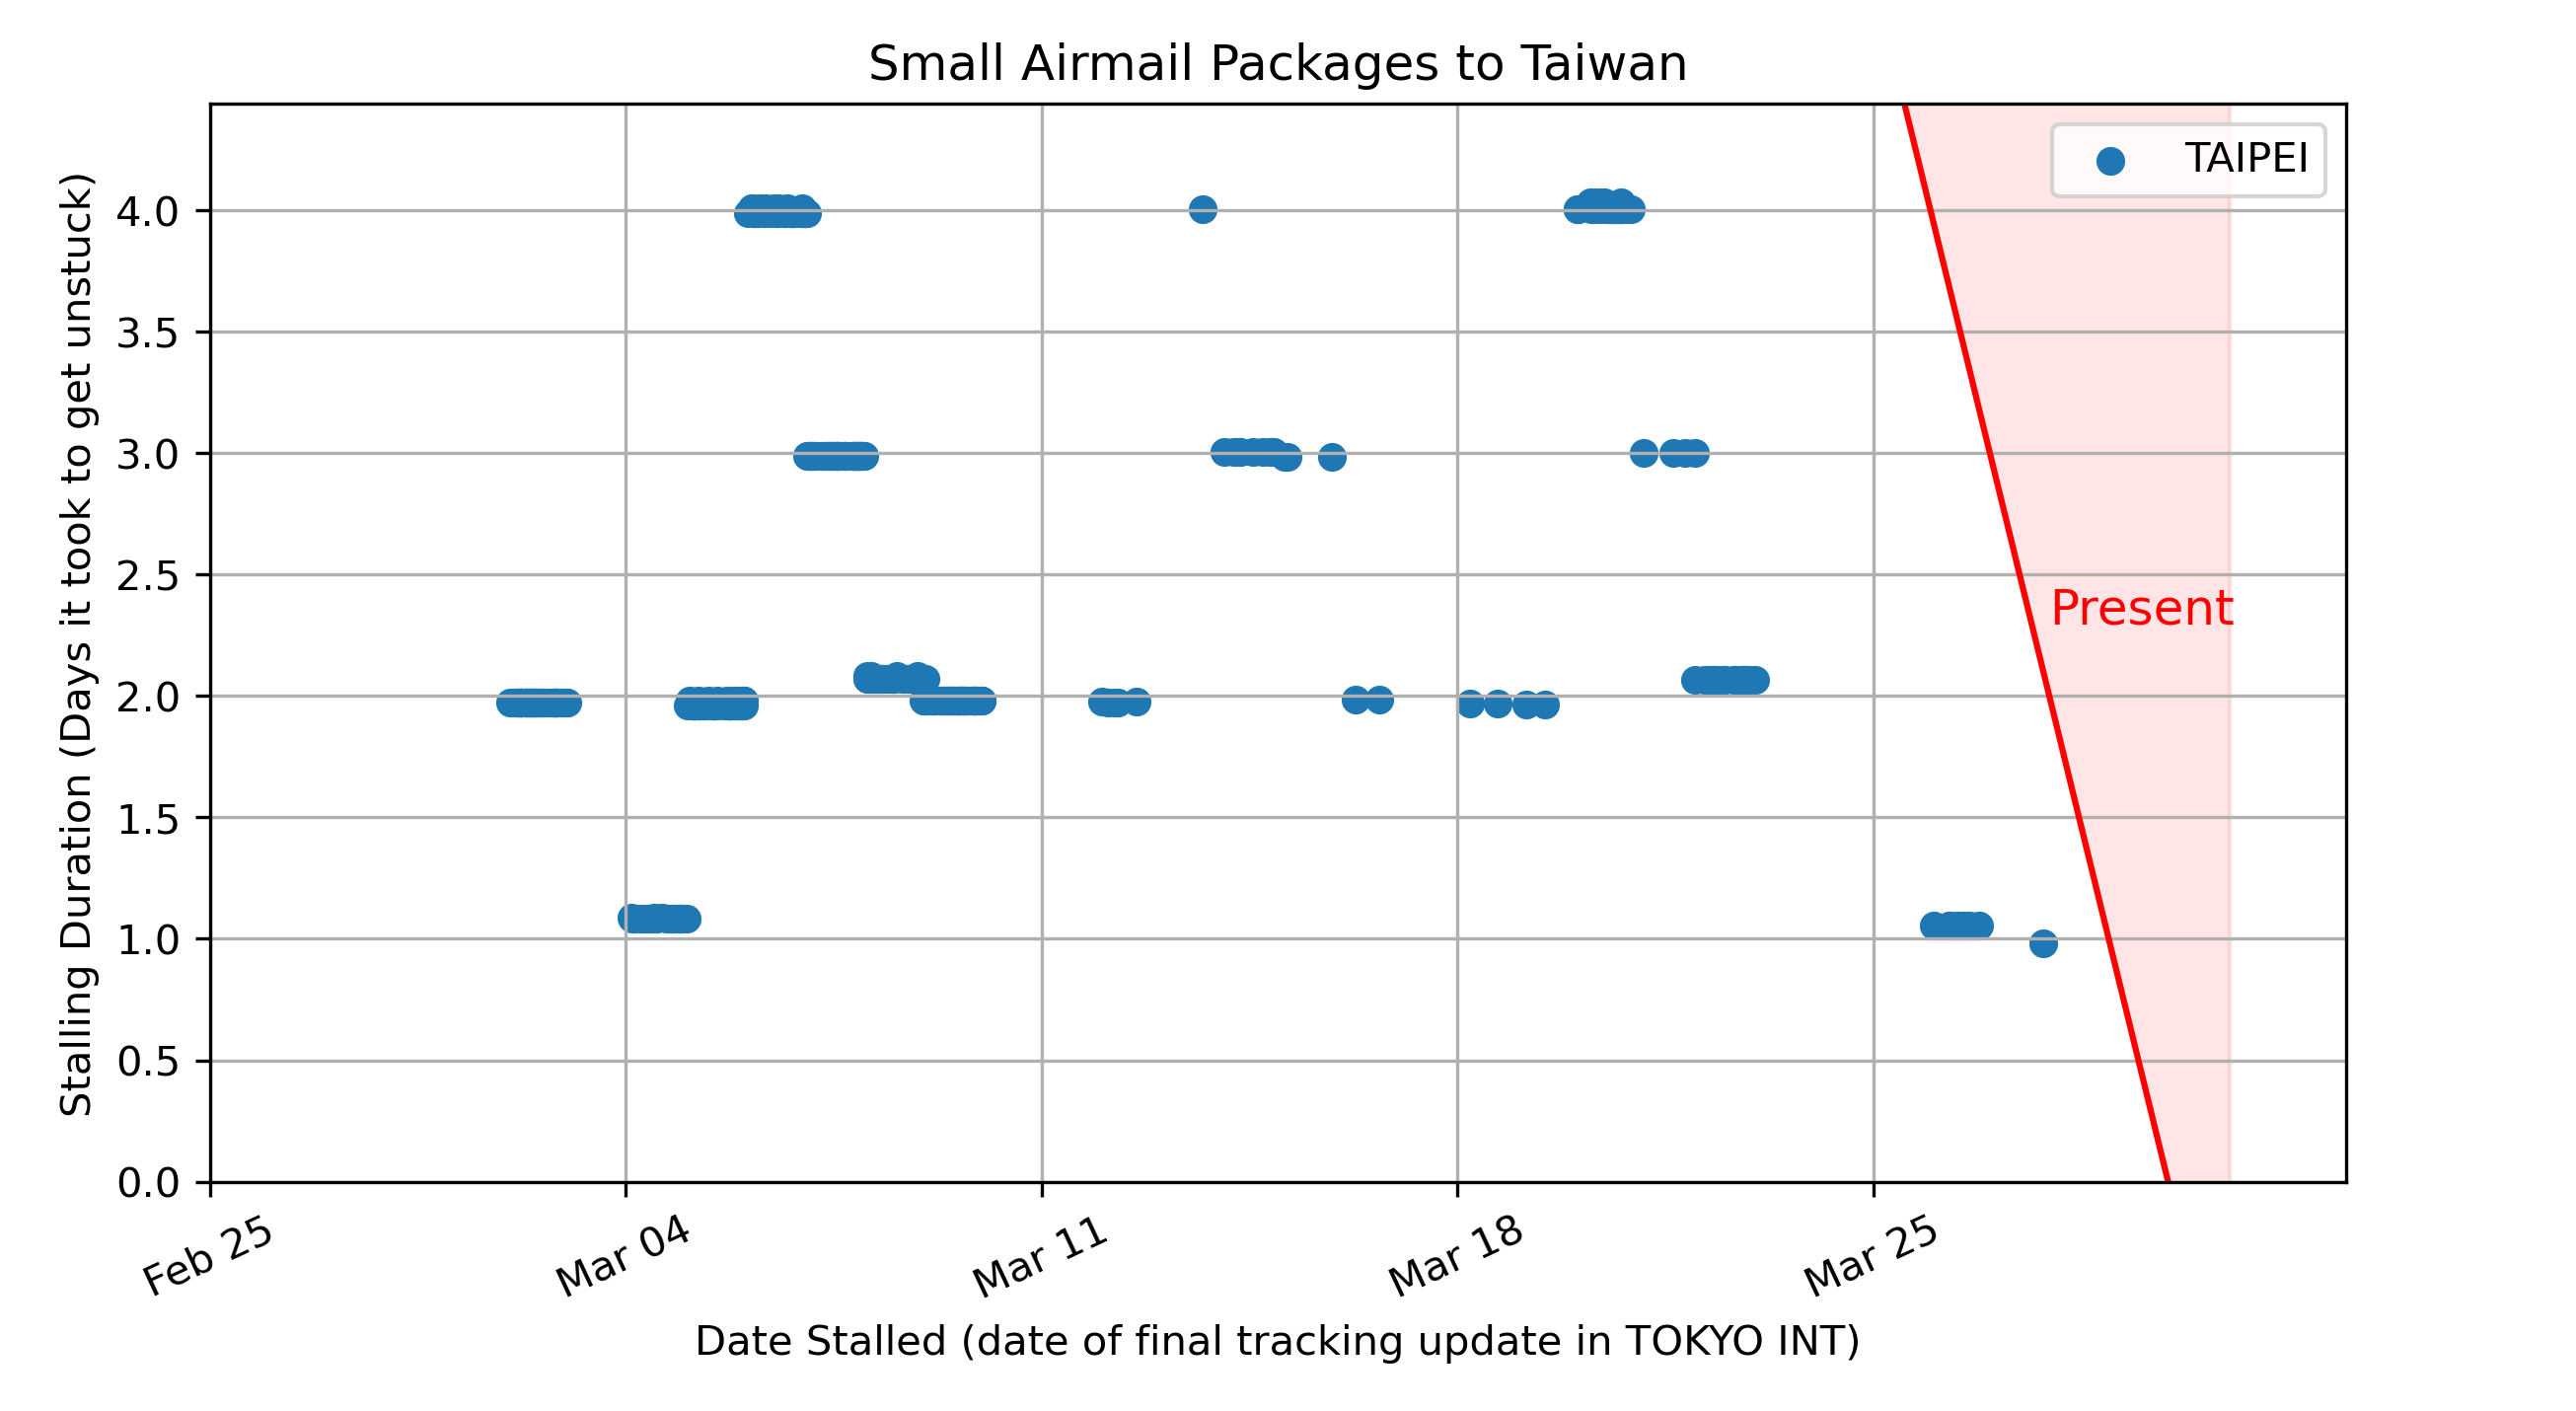 Small Airmail Packages to Taiwan
TAIPEI
Stalling Duration (Days it took to get unstuck)
4.0
3.5
3.0
2.5
2.0
1.5
1.0
0.5
0.0
Present
Feb 25
Mar 04
Mar 11
Mar 18
Mar 25
Date Stalled (date of final tracking update in TOKYO INT)